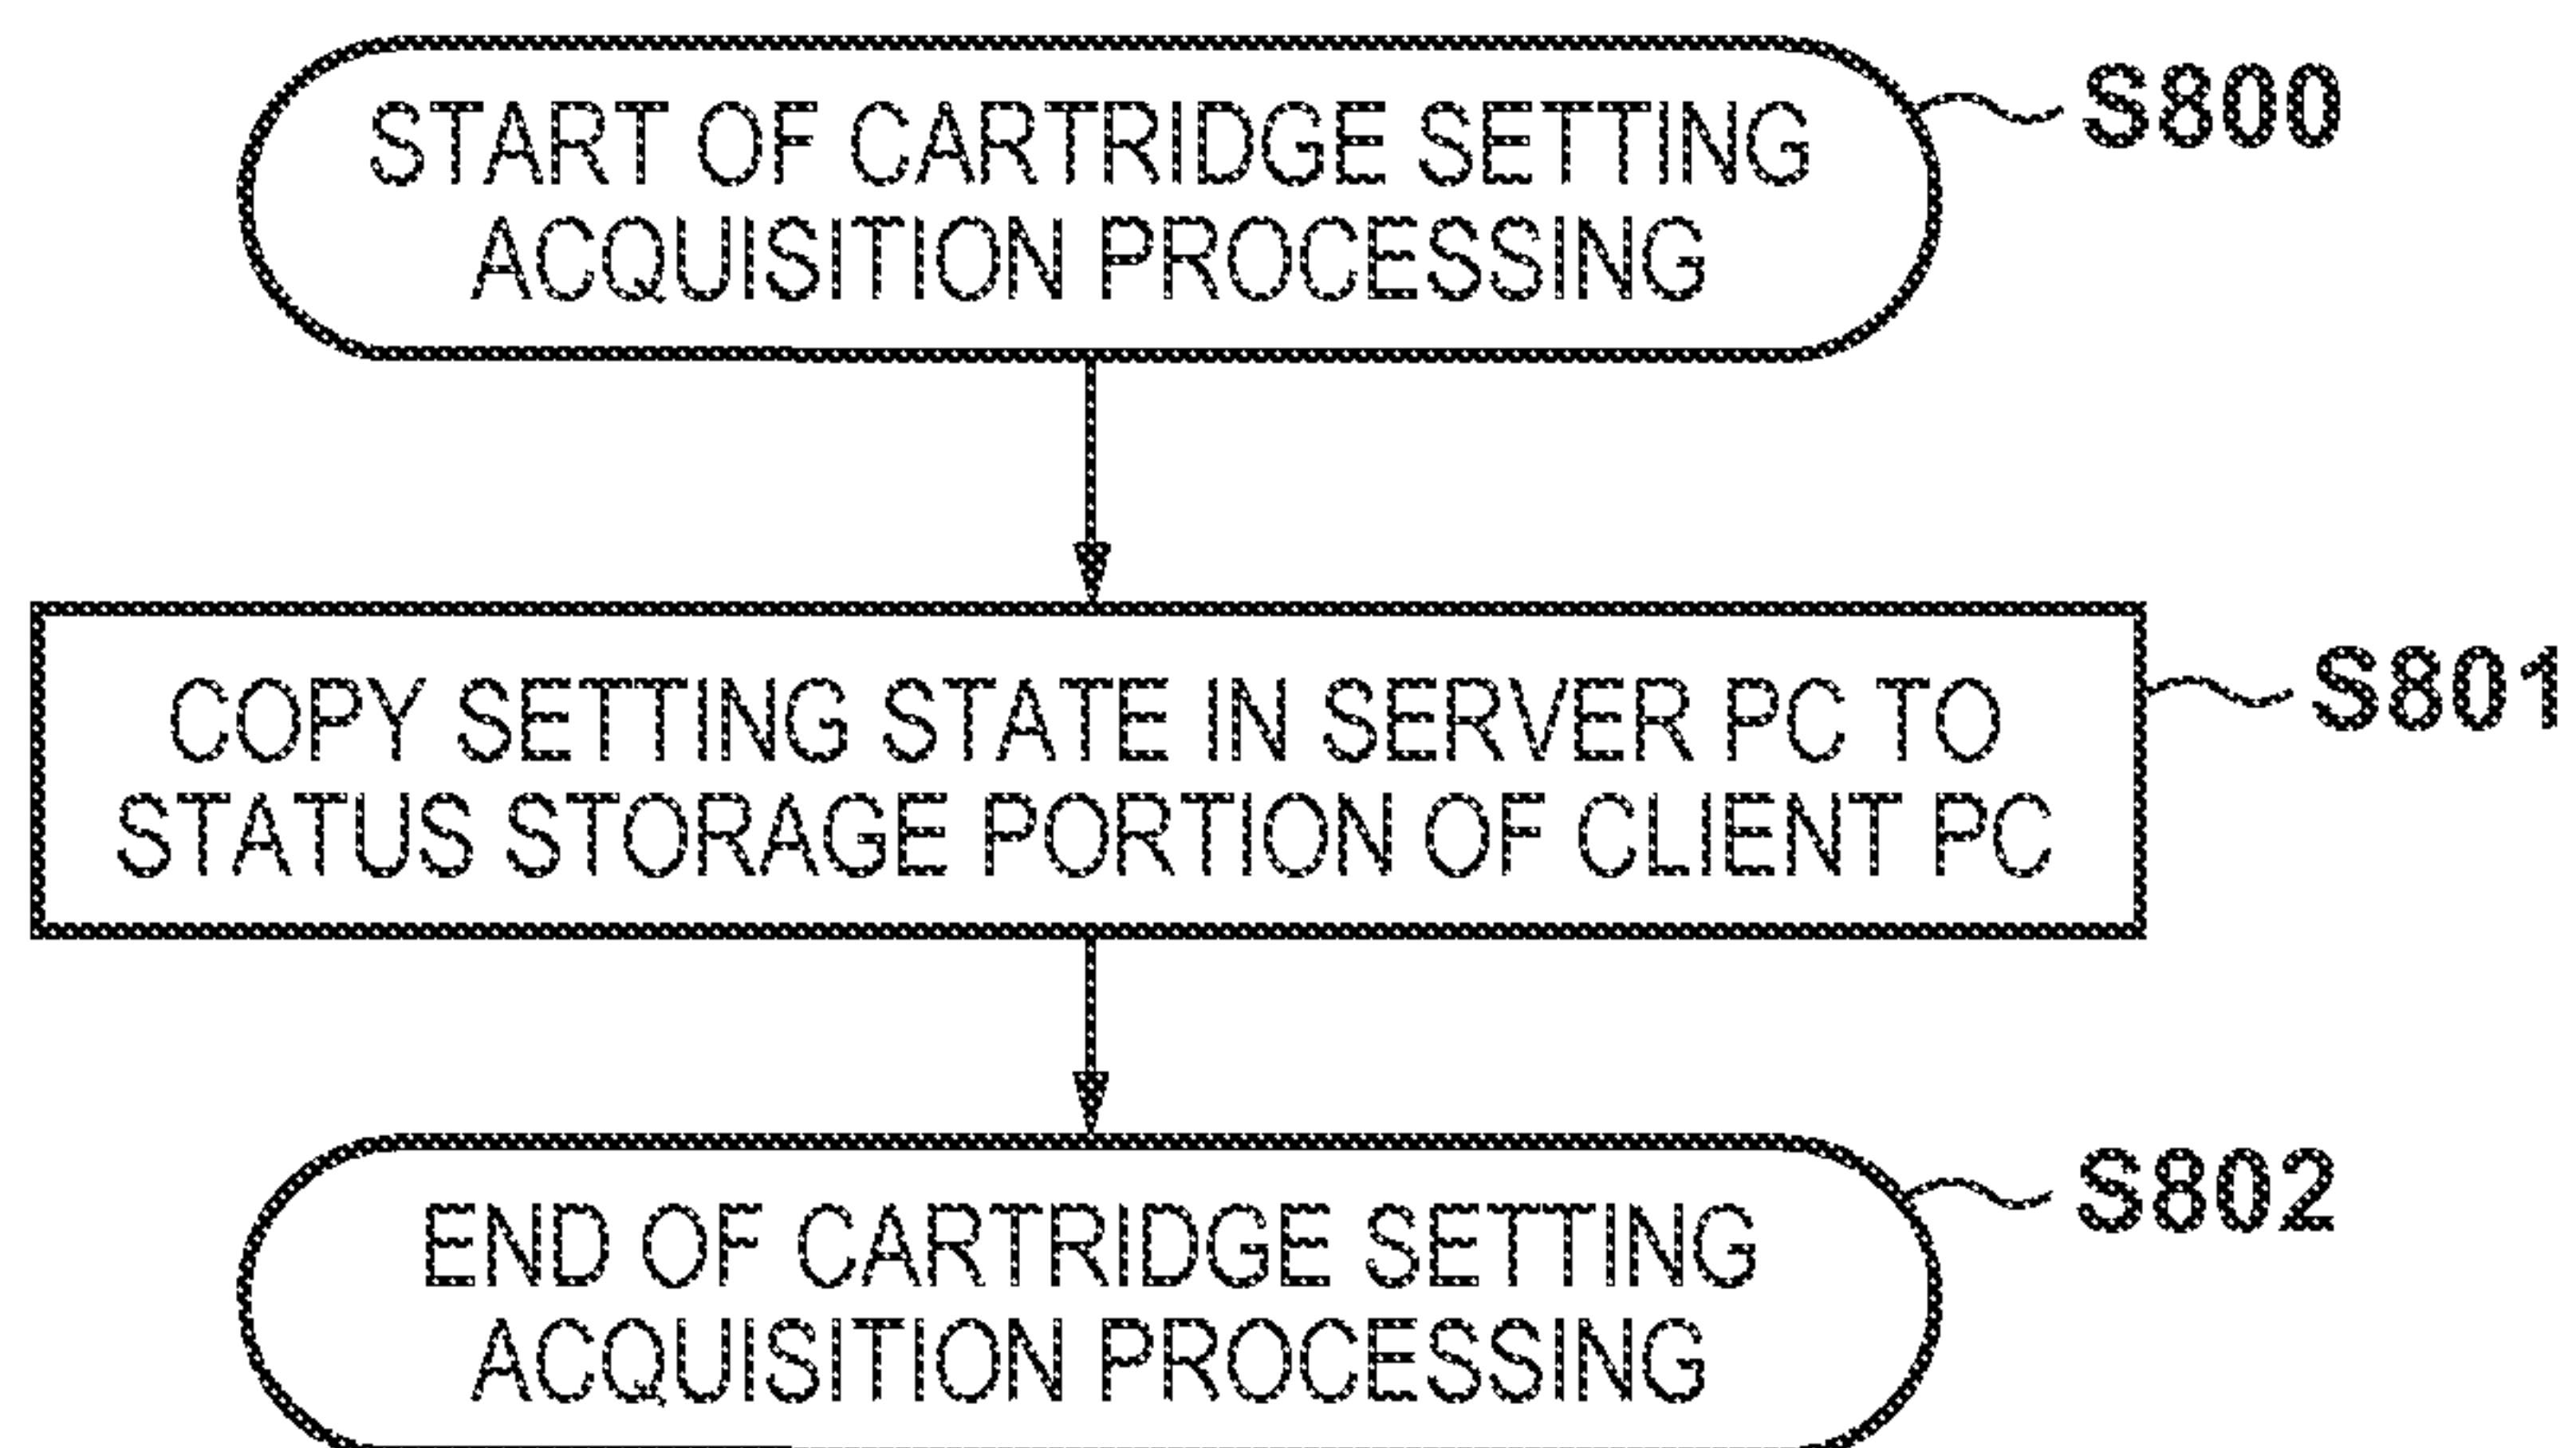 START OF CARTRIDGE SETTING
ACQUISITION PROCESSING
S800
COPY SETTING STATE IN SERVER PC TO
STATUS STORAGE PORTION OF CLIENT PC
S801
END OF CARTRIDGE SETTING
ACQUISITION PROCESSING
S802